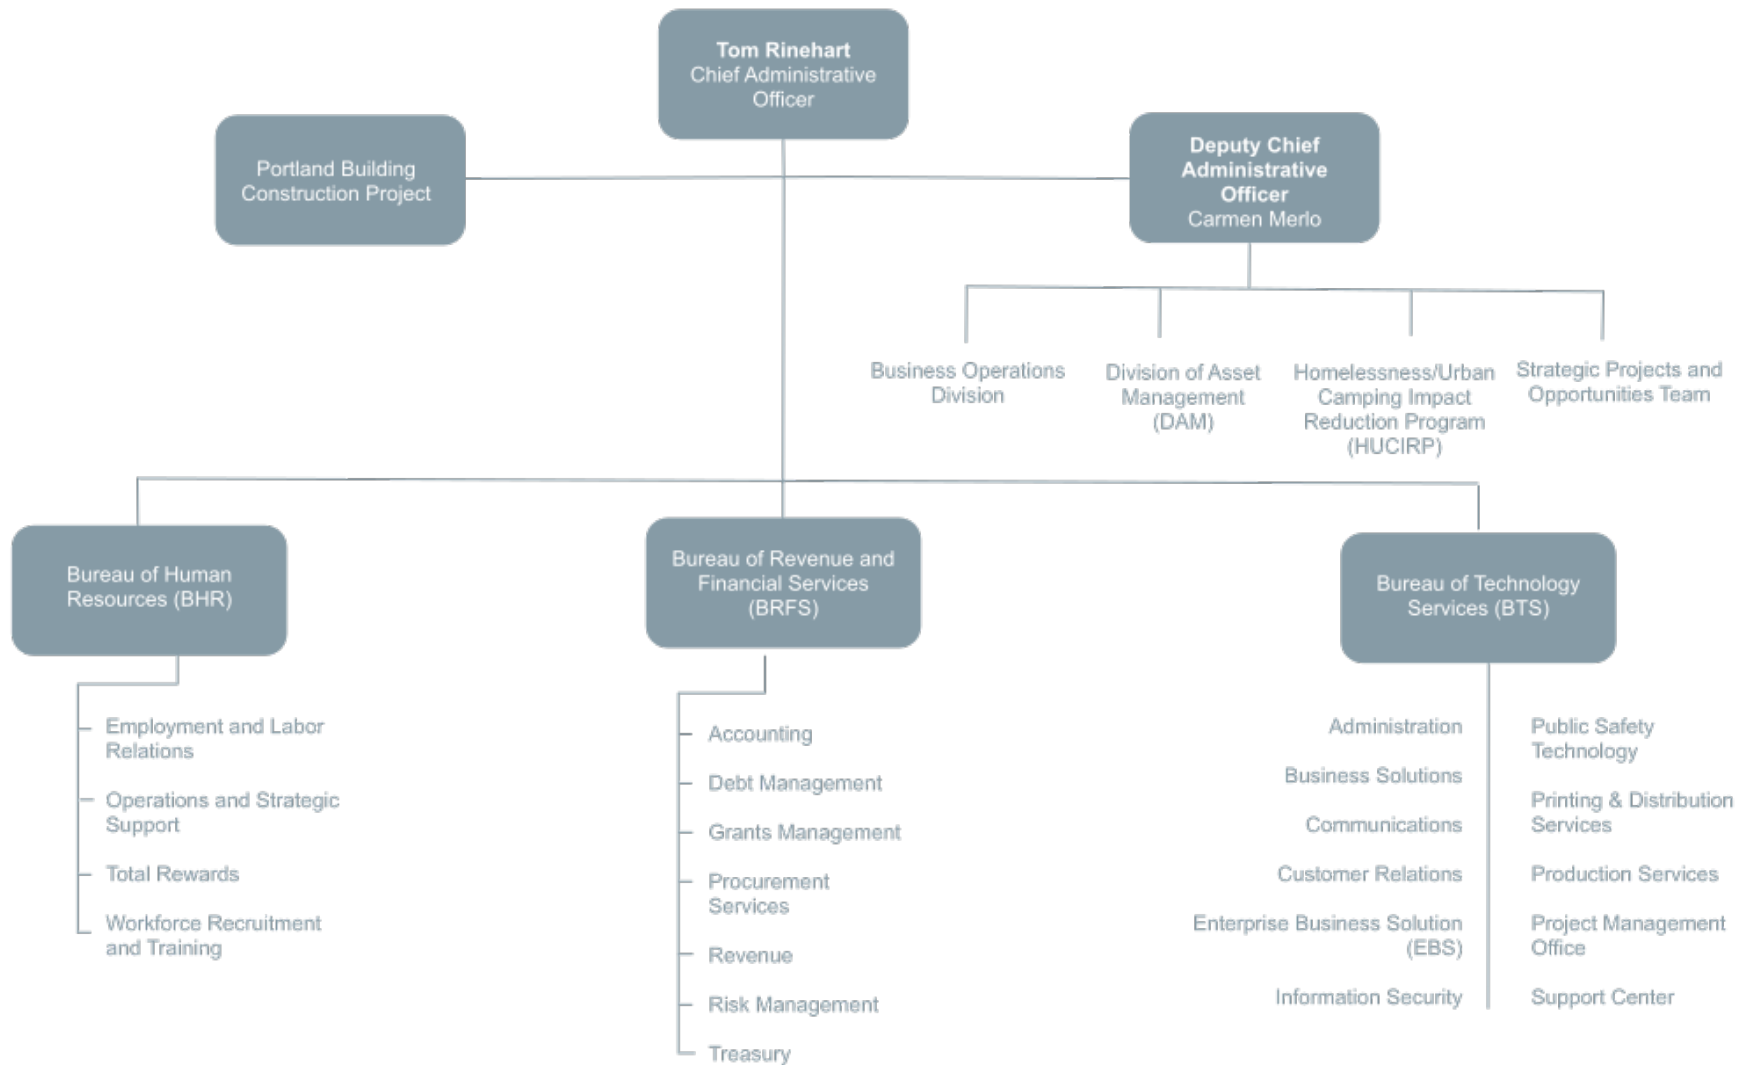 Tom Rinehart
Chief Administrative
Officer
Portland Building
Construction Project
Deputy Chief
Administrative
Officer
Carmen Merlo
Business Operations
Division
Division of Asset
Management
(DAM)
Homelessness/Urban
Camping Impact
Reduction Program
(HUCIRP)
Strategic Projects and
Opportunities Team
Bureau of Human
Resources (BHR)
Employment and Labor
Relations
Operations and Strategic
Support
Total Rewards
Workforce Recruitment
and Training
Bureau of Revenue and
Financial Services
(BRFS)
Accounting
Debt Management
Grants Management
Procurement
Services
Revenue
Risk Management
Treasury
Bureau of Technology
Services (BTS)
Administration
Business Solutions
Communications
Customer Relations
Enterprise Business Solution
(EBS)
Information Security
Public Safety
Technology
Printing & Distribution
Services
Production Services
Project Management
Office
Support Center